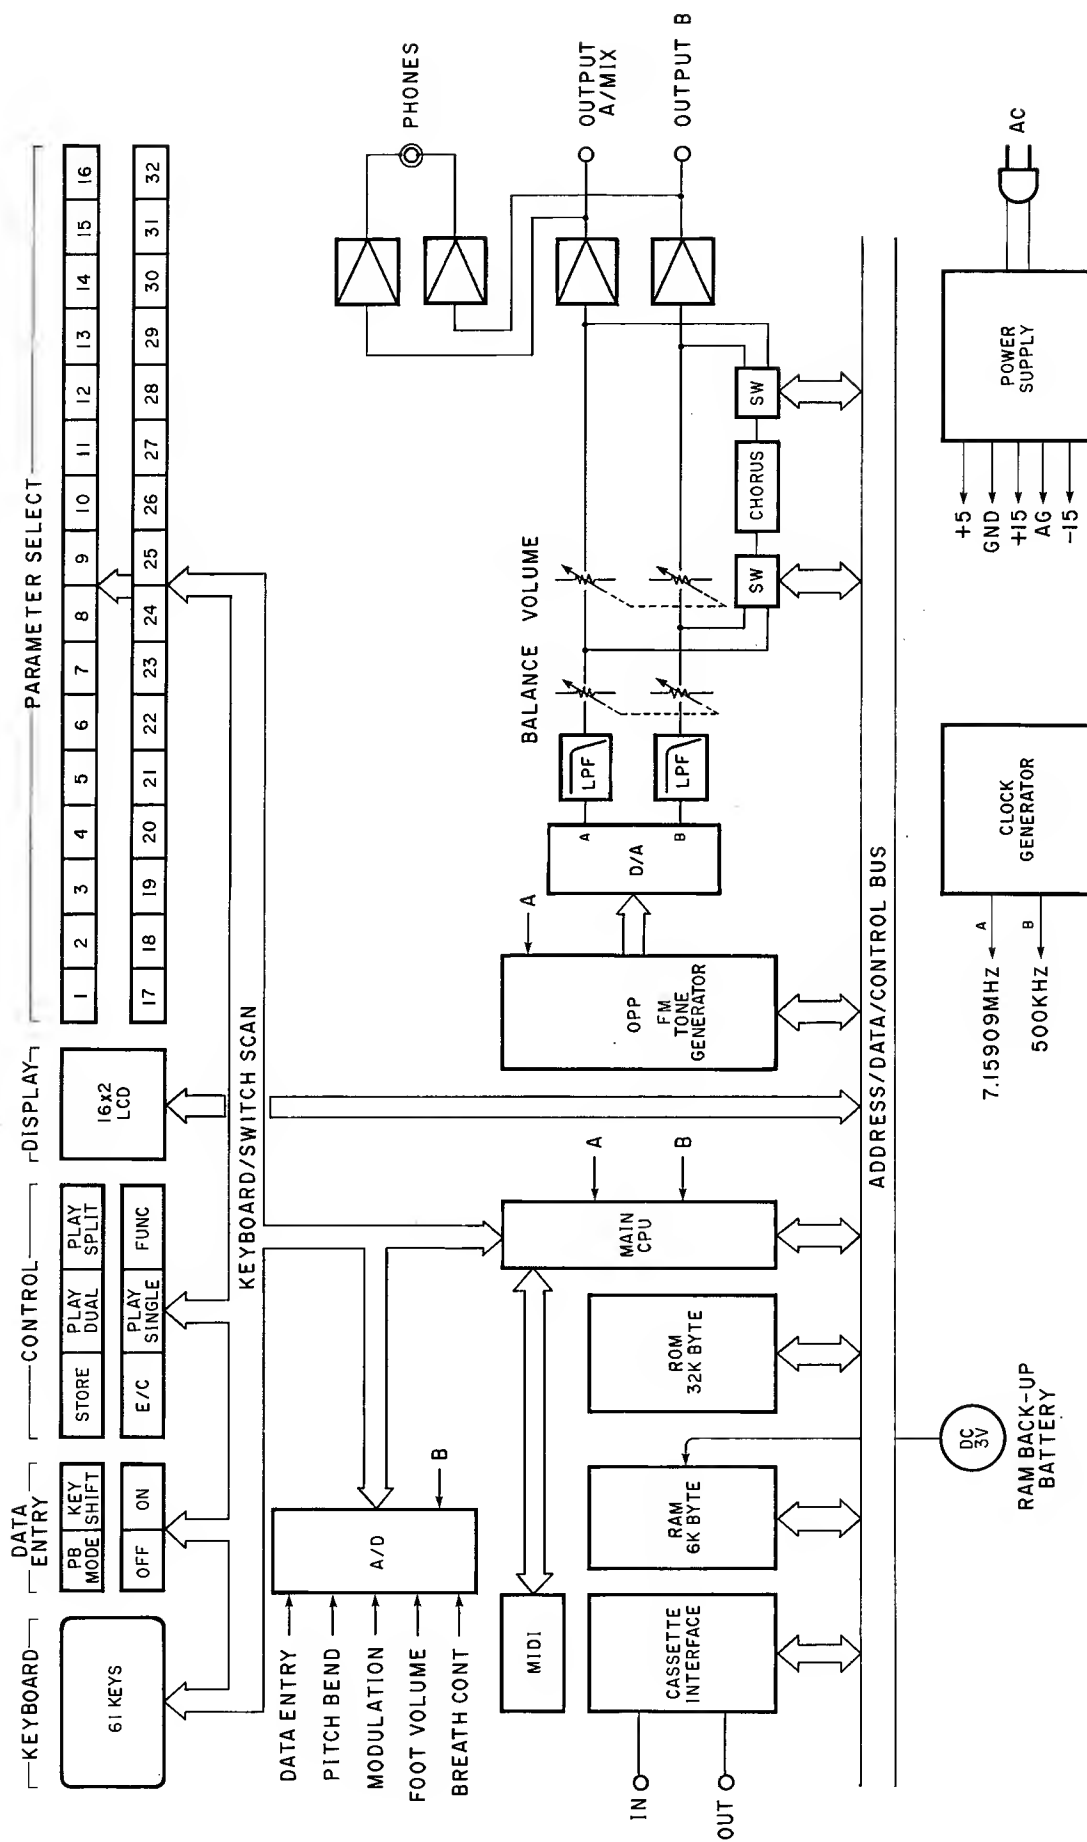 KEYBOARD
DATA
ENTRY
CONTROL
DISPLAY
PARAMETER SELECT
61 KEYS
PB
MODE
KEY
SHIFT
OFF
ON
STORE
PLAY
DUAL
PLAY
SPLIT
E/C
PLAY
SINGLE
FUNC
16x2
LCD
1 2 3 4 5 6 7 8 9 10 11 12 13 14 15 16
17 18 19 20 21 22 23 24 25 26 27 28 29 30 31 32
KEYBOARD/SWITCH SCAN
DATA ENTRY
PITCH BEND
MODULATION
FOOT VOLUME
BREATH CONT
A/D
B
MIDI
MAIN
CPU
A
B
OPP
FM
TONE
GENERATOR
A
D/A
A
B
LPF
LPF
BALANCE
VOLUME
SW
CHORUS
SW
PHONES
OUTPUT
A/MIX
OUTPUT B
IN
OUT
CASSETTE
INTERFACE
RAM
6K BYTE
ROM
32K BYTE
ADDRESS/DATA/CONTROL BUS
DC
3V
RAM BACK-UP
BATTERY
7.15909MHZ
A
500KHZ
B
CLOCK
GENERATOR
+5
GND
+15
AG
-15
POWER
SUPPLY
AC